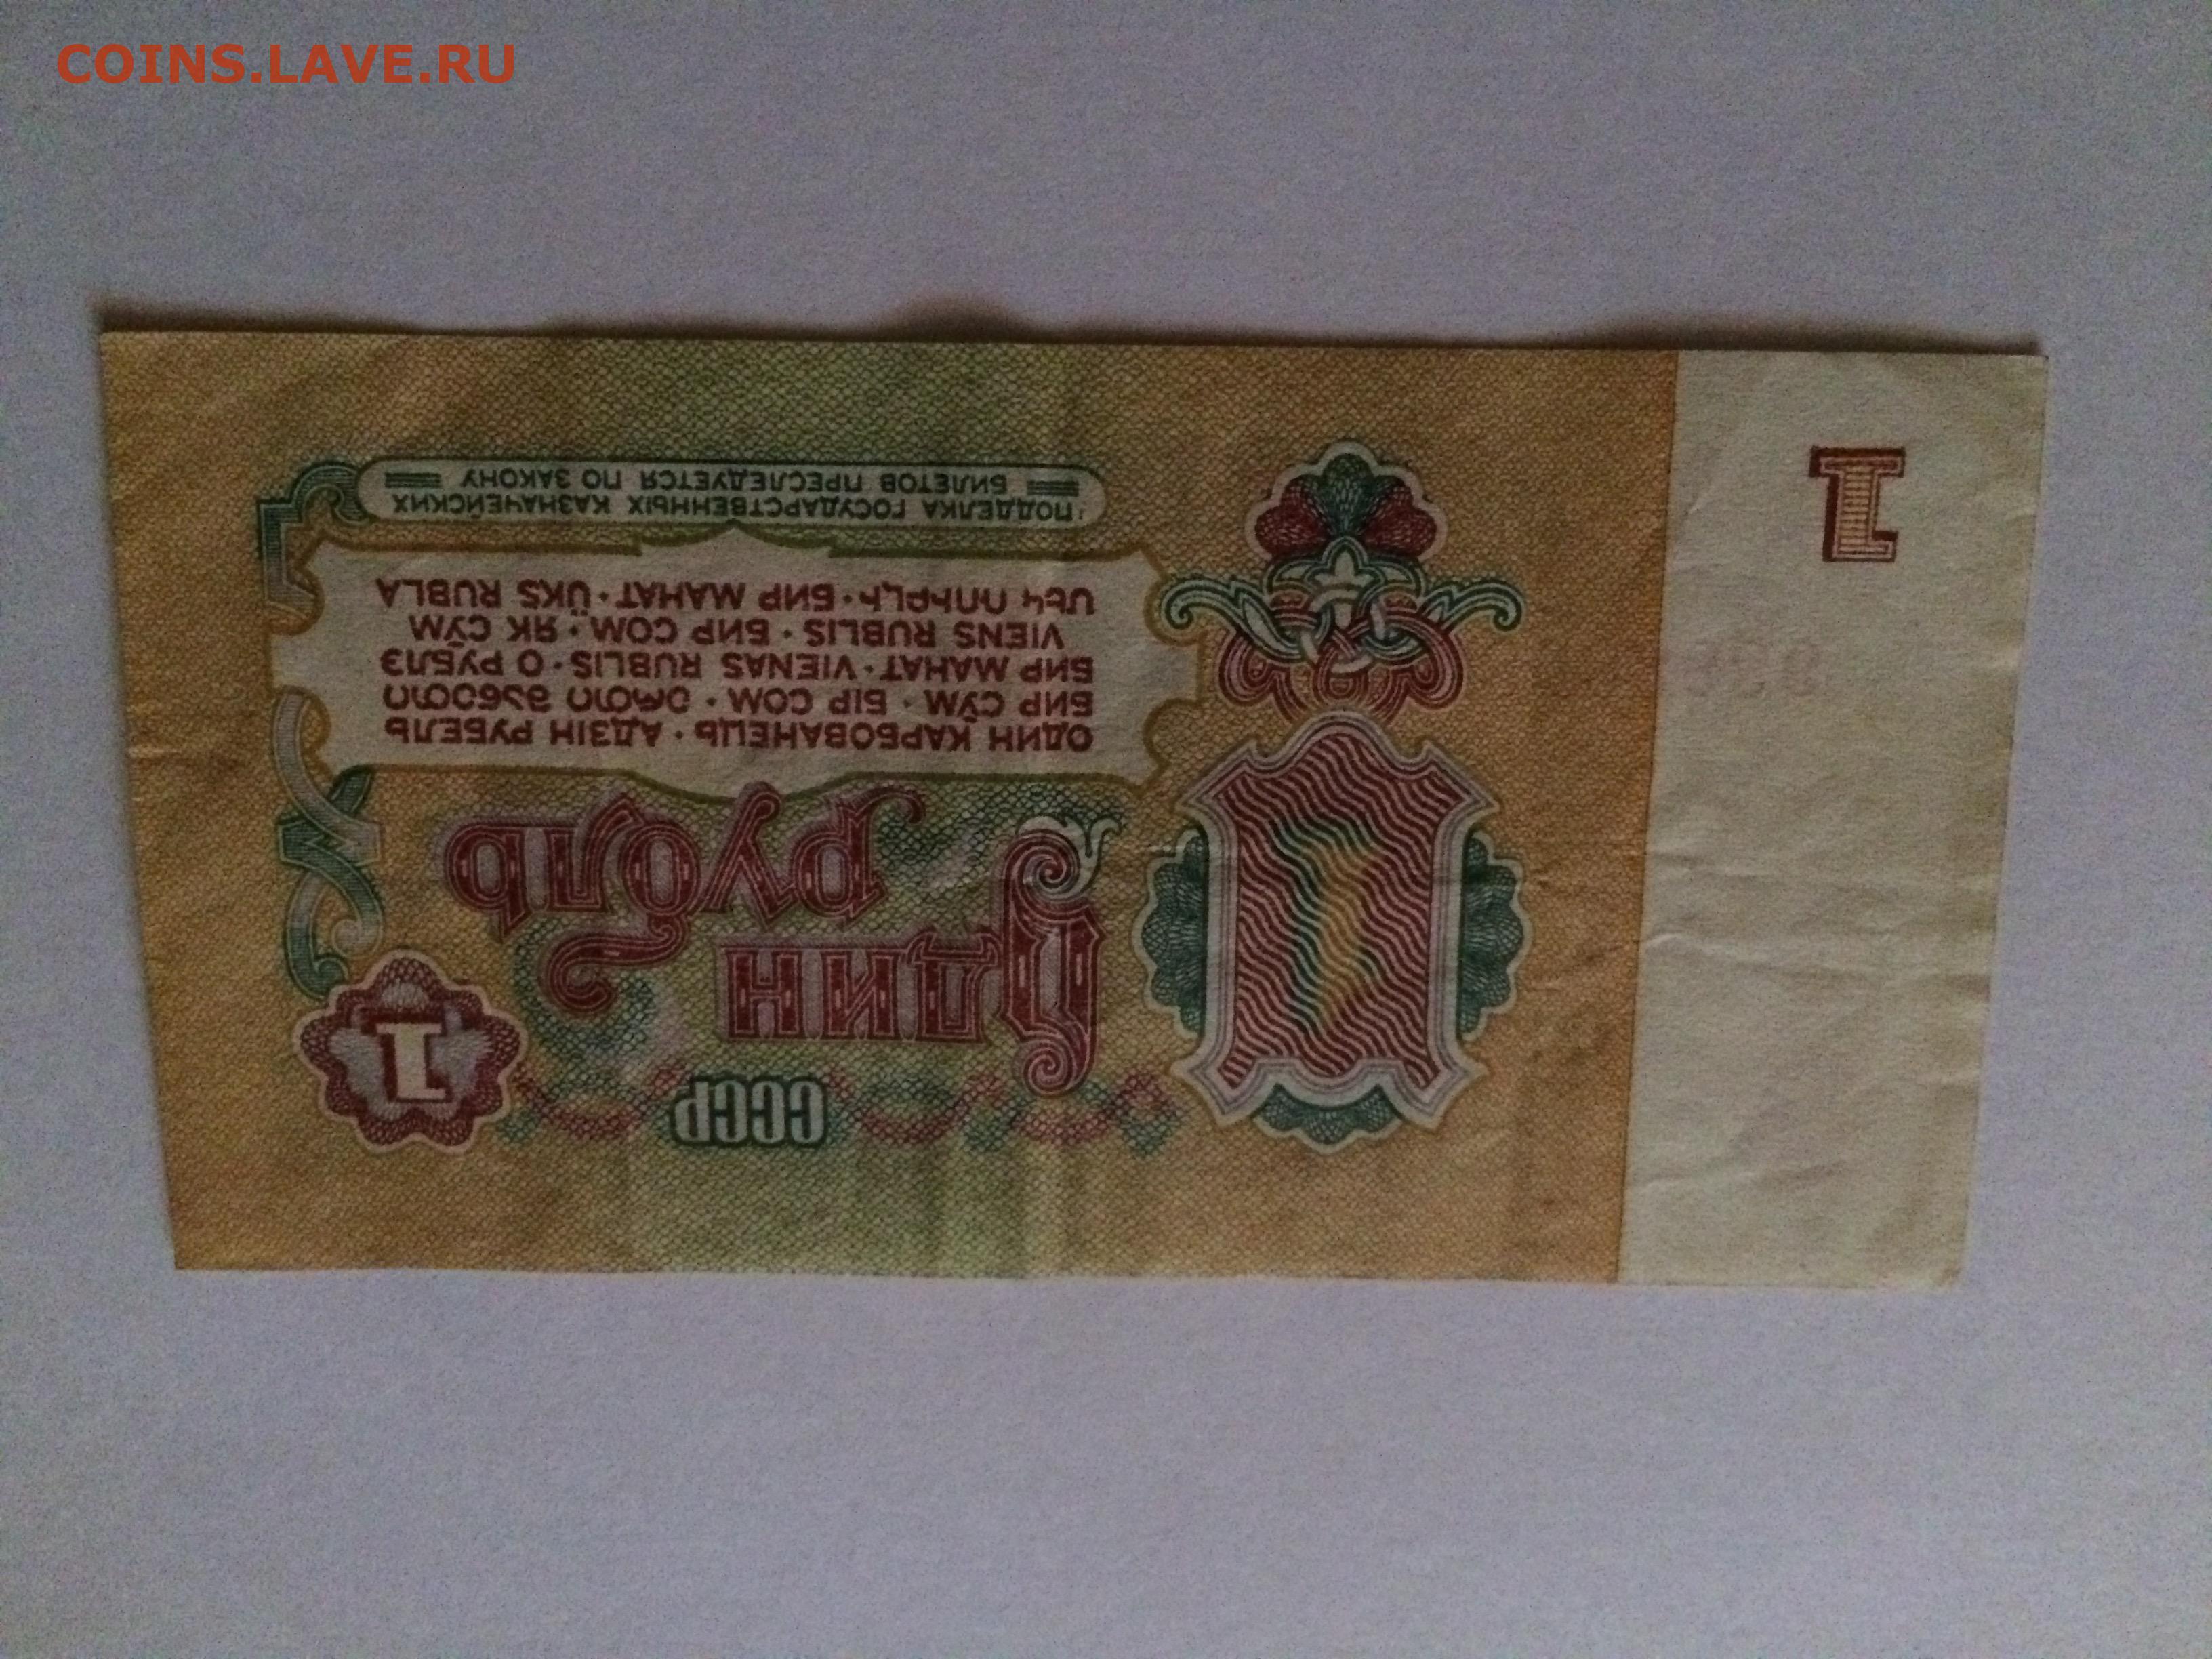 COINS.LAVE.RU
1
СССР
1
Один
рубль
1
ОДИН КАРБОВАНЕЦЬ · АДЗІН РУБЕЛЬ
БИР СЎМ · БІР СОМ · ᲔᲠᲗᲘ ᲛᲐᲜᲔᲗᲘ
БИР МАНАТ · VIENAS RUBLIS · О РУБЛЭ
VIENS RUBLIS · БИР СОМ · ЯК СӮМ
ՄԵԿ ՌՈՒԲԼԻ · БИР МАНАТ · ÜKS RUBLA
ПОДДЕЛКА ГОСУДАРСТВЕННЫХ КАЗНАЧЕЙСКИХ
БИЛЕТОВ ПРЕСЛЕДУЕТСЯ ПО ЗАКОНУ
1